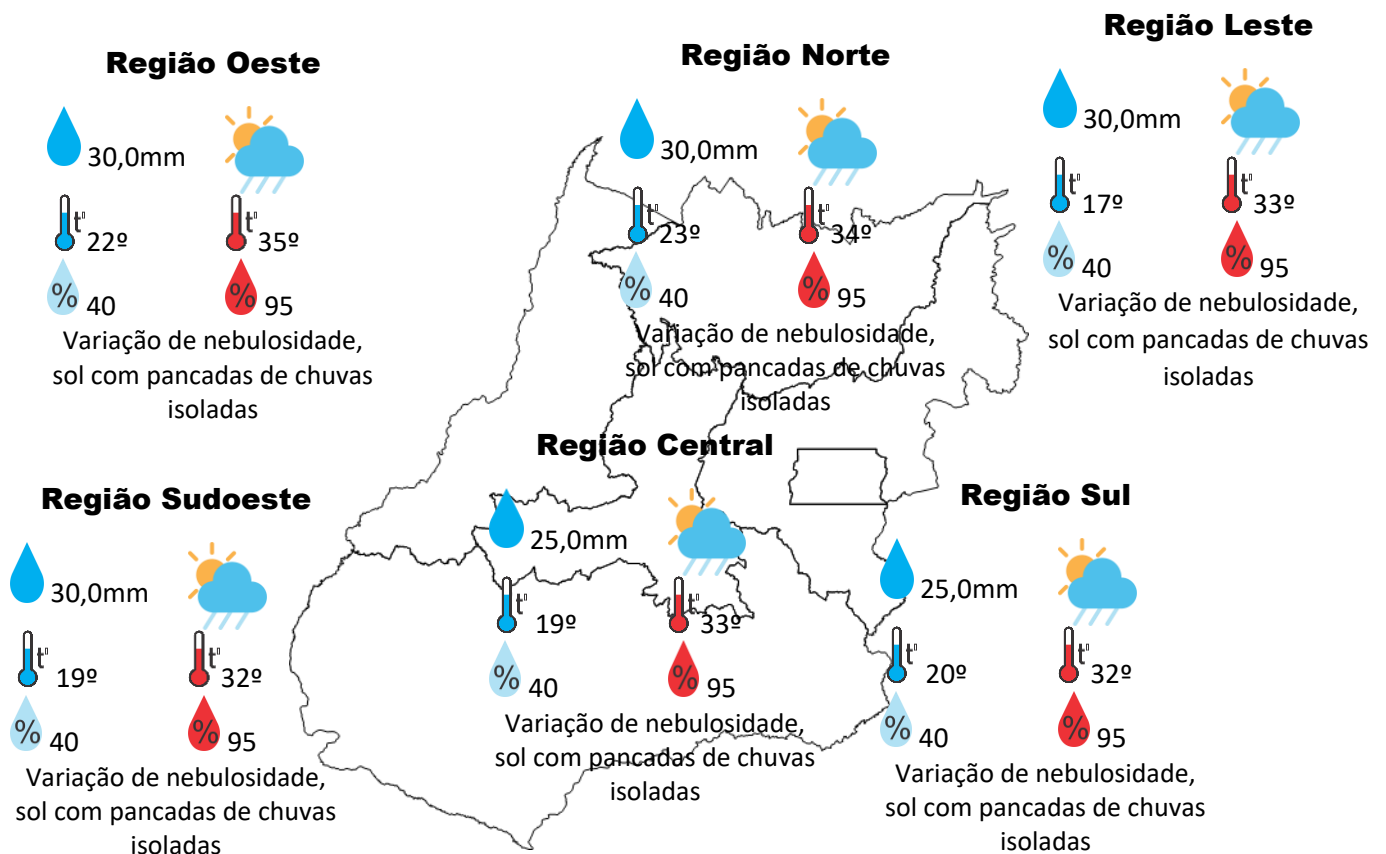 Região Oeste
30,0mm
t°
22º
t°
35º
% 40
% 95
Variação de nebulosidade,
sol com pancadas de chuvas
isoladas
Região Norte
30,0mm
t°
23º
t°
34º
% 40
% 95
Variação de nebulosidade,
sol com pancadas de chuvas
isoladas
Região Leste
30,0mm
t°
17º
t°
33º
% 40
% 95
Variação de nebulosidade,
sol com pancadas de chuvas
isoladas
Região Sudoeste
30,0mm
t°
19º
t°
32º
% 40
% 95
Variação de nebulosidade,
sol com pancadas de chuvas
isoladas
Região Central
25,0mm
t°
19º
t°
33º
% 40
% 95
Variação de nebulosidade,
sol com pancadas de chuvas
isoladas
Região Sul
25,0mm
t°
20º
t°
32º
% 40
% 95
Variação de nebulosidade,
sol com pancadas de chuvas
isoladas